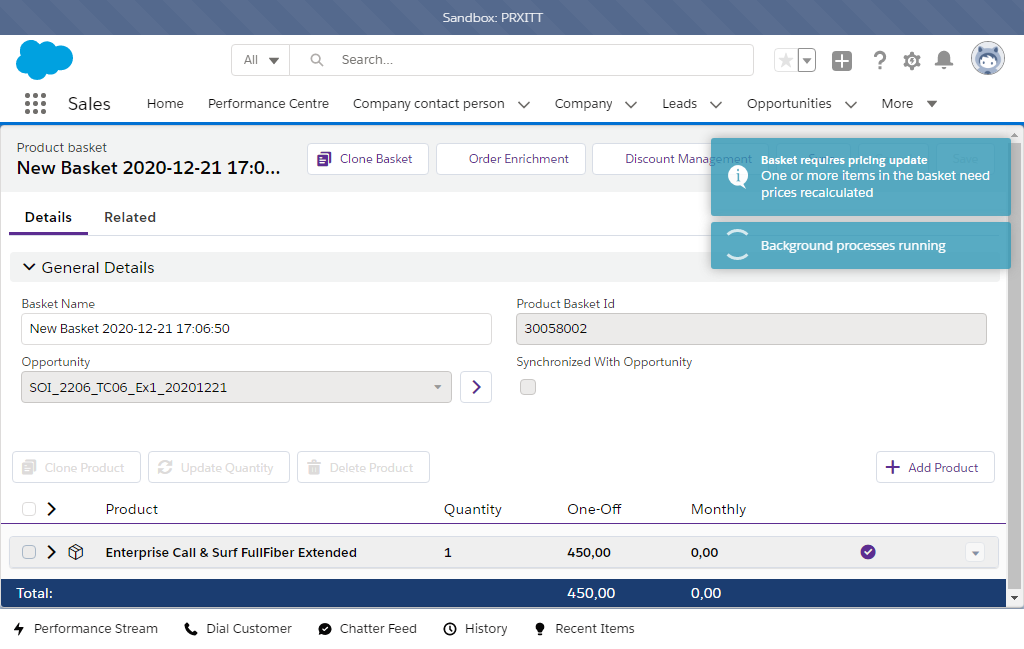 Sandbox: PRXITT
All
Search...
Sales
Home
Performance Centre
Company contact person
Company
Leads
Opportunities
More
Product basket
New Basket 2020-12-21 17:0...
Clone Basket
Order Enrichment
Discount Management
Basket requires pricing update
One or more items in the basket need
prices recalculated
Background processes running
Details
Related
General Details
Basket Name
Product Basket Id
New Basket 2020-12-21 17:06:50
30058002
Opportunity
Synchronized With Opportunity
SOI_2206_TC06_Ex1_20201221
Clone Product
Update Quantity
Delete Product
Add Product
Product
Quantity
One-Off
Monthly
Enterprise Call & Surf FullFiber Extended
1
450,00
0,00
Total:
450,00
0,00
Performance Stream
Dial Customer
Chatter Feed
History
Recent Items